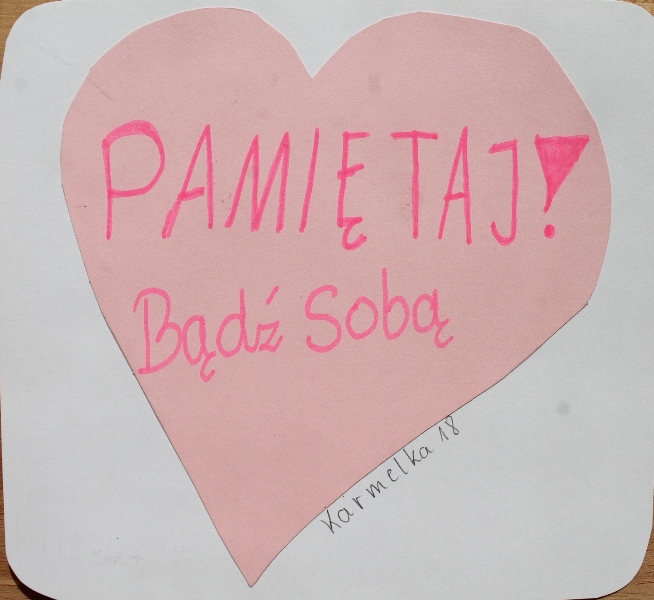 PAMIĘTAJ!
Bądź Sobą
Karmelka 18